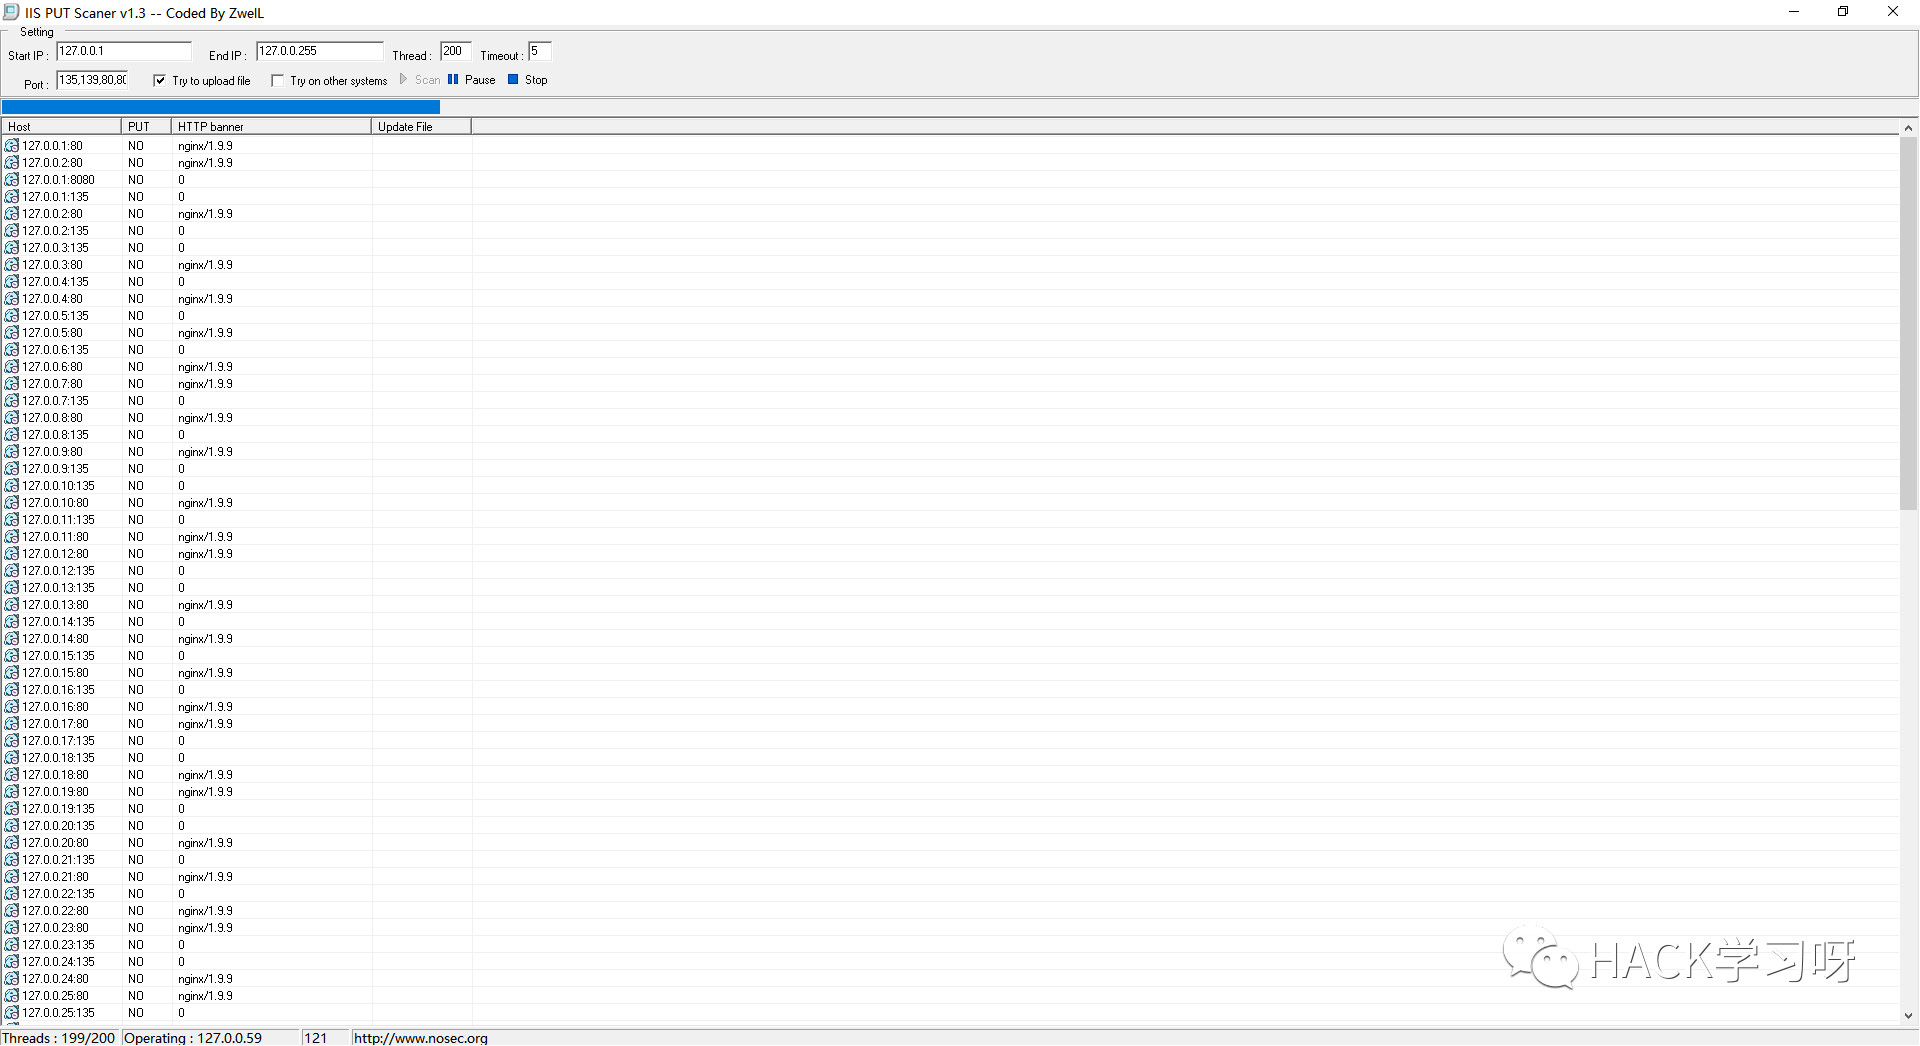 IIS PUT Scaner v1.3 -- Coded By ZwelL
Setting
Start IP : 127.0.0.1 End IP : 127.0.0.255 Thread : 200 Timeout : 5
Port : 135,139,80,80 Try to upload file Try on other systems Scan Pause Stop
Host PUT HTTP banner Update File
127.0.0.1:80 NO nginx/1.9.9
127.0.0.2:80 NO nginx/1.9.9
127.0.0.1:8080 NO 0
127.0.0.1:135 NO 0
127.0.0.2:80 NO nginx/1.9.9
127.0.0.2:135 NO 0
127.0.0.3:135 NO 0
127.0.0.3:80 NO nginx/1.9.9
127.0.0.4:135 NO 0
127.0.0.4:80 NO nginx/1.9.9
127.0.0.5:135 NO 0
127.0.0.5:80 NO nginx/1.9.9
127.0.0.6:135 NO 0
127.0.0.6:80 NO nginx/1.9.9
127.0.0.7:80 NO nginx/1.9.9
127.0.0.7:135 NO 0
127.0.0.8:80 NO nginx/1.9.9
127.0.0.8:135 NO 0
127.0.0.9:80 NO nginx/1.9.9
127.0.0.9:135 NO 0
127.0.0.10:135 NO 0
127.0.0.10:80 NO nginx/1.9.9
127.0.0.11:135 NO 0
127.0.0.11:80 NO nginx/1.9.9
127.0.0.12:80 NO nginx/1.9.9
127.0.0.12:135 NO 0
127.0.0.13:135 NO 0
127.0.0.13:80 NO nginx/1.9.9
127.0.0.14:135 NO 0
127.0.0.14:80 NO nginx/1.9.9
127.0.0.15:135 NO 0
127.0.0.15:80 NO nginx/1.9.9
127.0.0.16:135 NO 0
127.0.0.16:80 NO nginx/1.9.9
127.0.0.17:80 NO nginx/1.9.9
127.0.0.17:135 NO 0
127.0.0.18:135 NO 0
127.0.0.18:80 NO nginx/1.9.9
127.0.0.19:80 NO nginx/1.9.9
127.0.0.19:135 NO 0
127.0.0.20:135 NO 0
127.0.0.20:80 NO nginx/1.9.9
127.0.0.21:135 NO 0
127.0.0.21:80 NO nginx/1.9.9
127.0.0.22:135 NO 0
127.0.0.22:80 NO nginx/1.9.9
127.0.0.23:80 NO nginx/1.9.9
127.0.0.23:135 NO 0
127.0.0.24:135 NO 0
127.0.0.24:80 NO nginx/1.9.9
127.0.0.25:80 NO nginx/1.9.9
127.0.0.25:135 NO 0
HACK学习呀
Threads : 199/200 Operating : 127.0.0.59 121 http://www.nosec.org